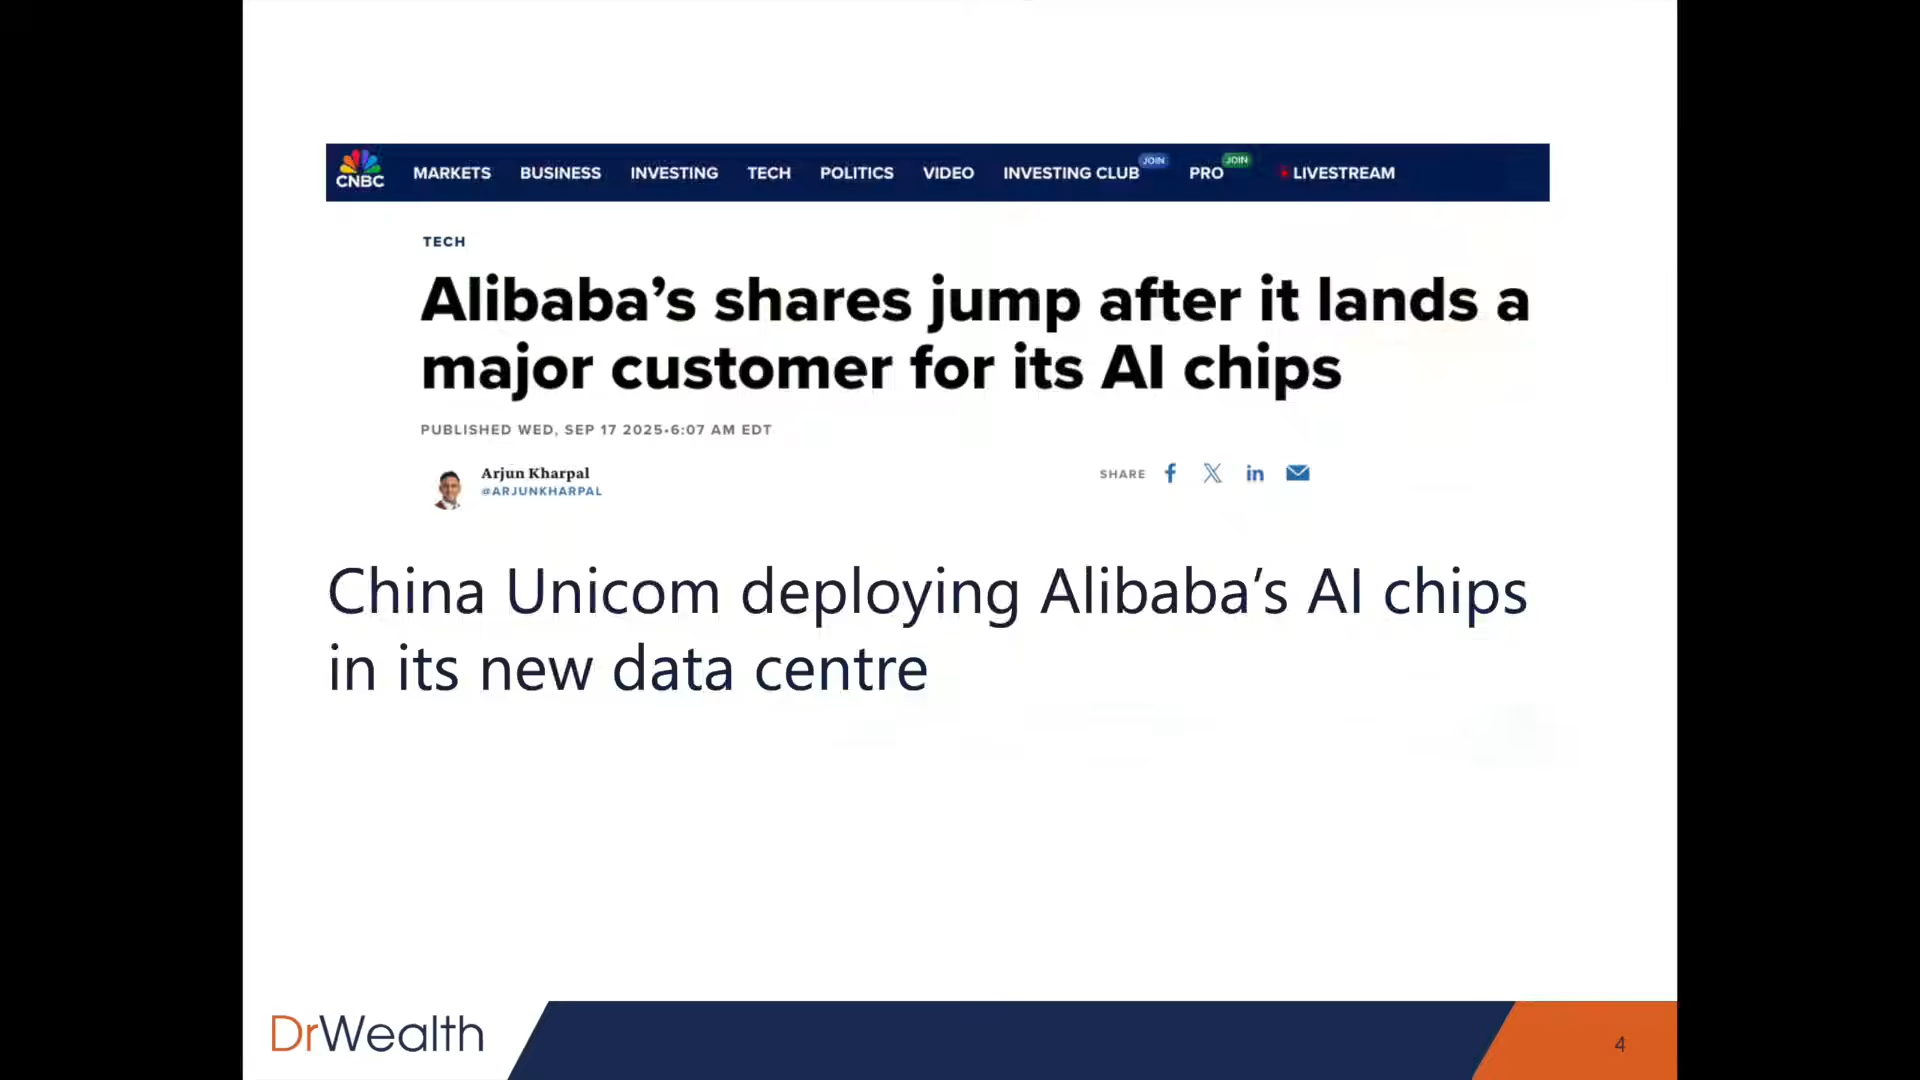 CNBC MARKETS BUSINESS INVESTING TECH POLITICS VIDEO INVESTING CLUB JOIN PRO JOIN LIVESTREAM
TECH
Alibaba’s shares jump after it lands a
major customer for its AI chips
PUBLISHED WED, SEP 17 2025•6:07 AM EDT
Arjun Kharpal
@ARJUNKHARPAL
SHARE
China Unicom deploying Alibaba’s AI chips
in its new data centre
DrWealth
4